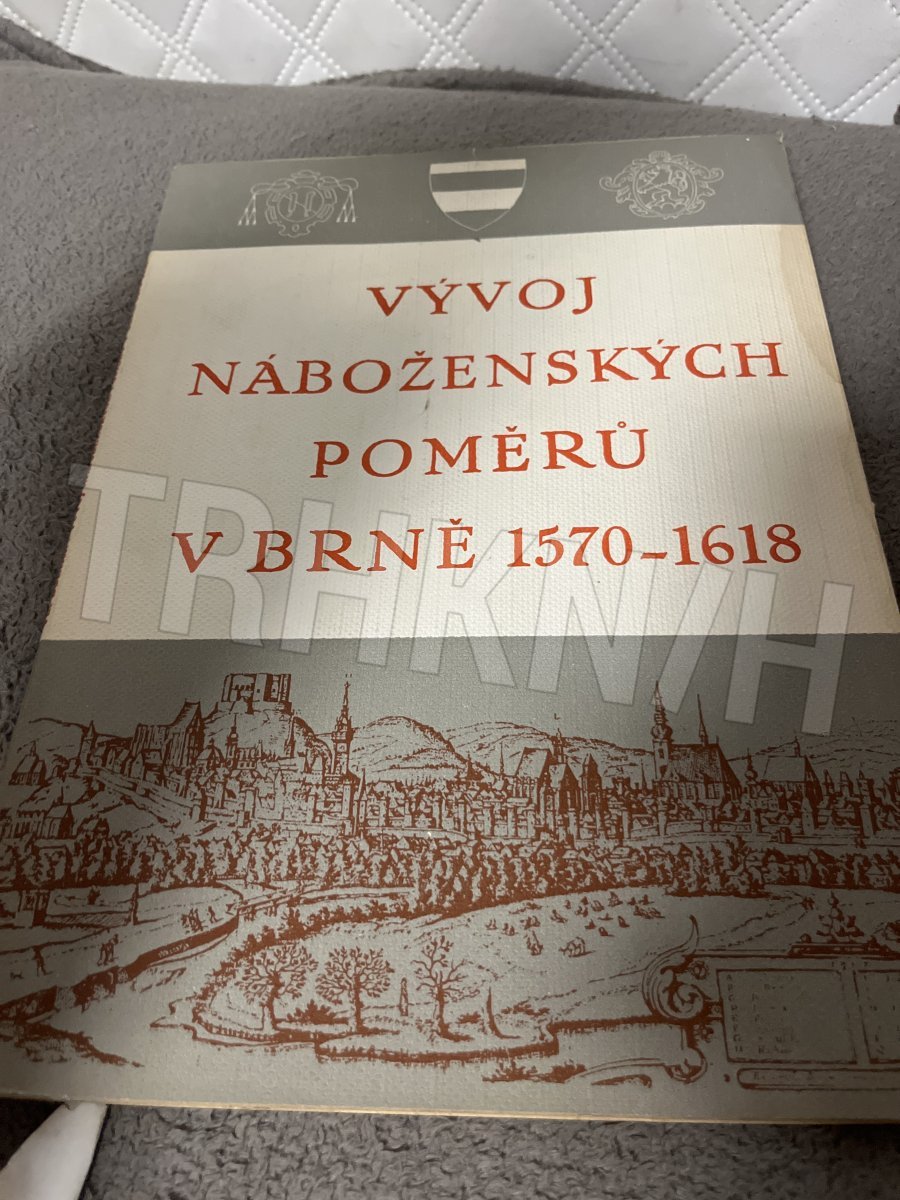 VÝVOJ
NÁBOŽENSKÝCH
POMĚRŮ
V BRNĚ 1570-1618
TRHKNIH